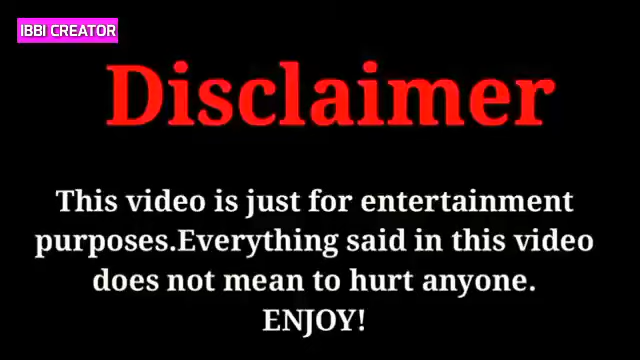 IBBI CREATOR
Disclaimer
This video is just for entertainment
purposes.Everything said in this video
does not mean to hurt anyone.
ENJOY!